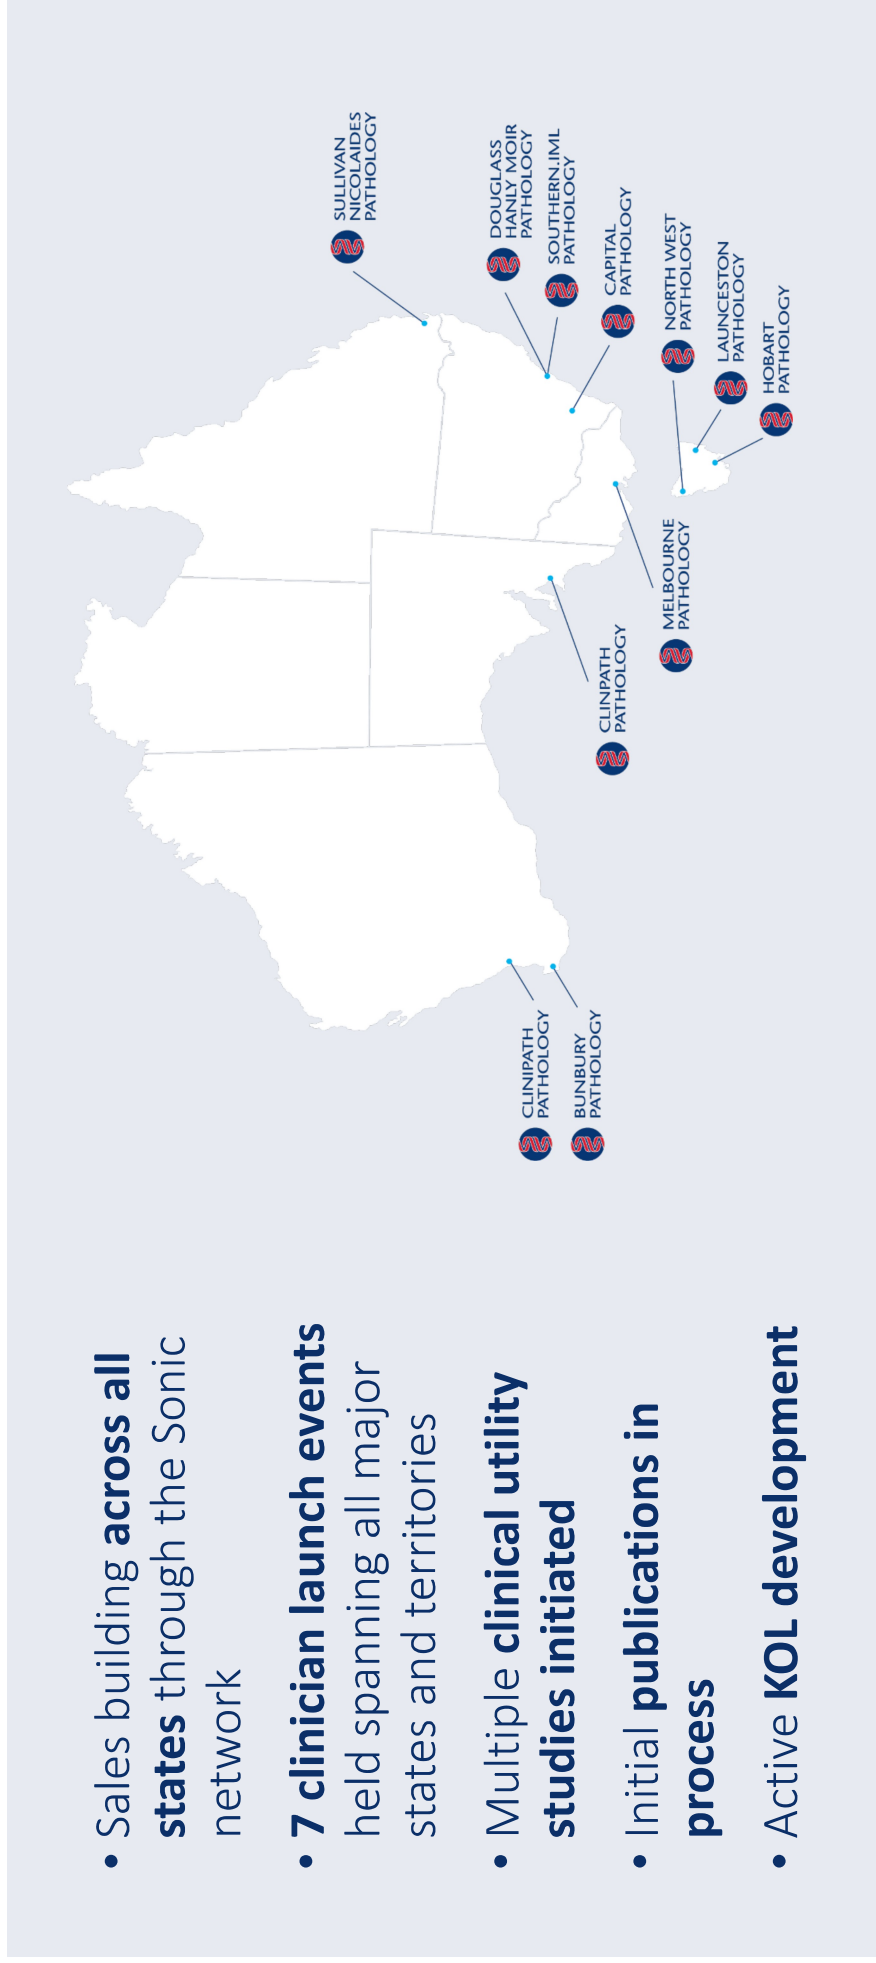 • Sales building across all
states through the Sonic
network
• 7 clinician launch events
held spanning all major
states and territories
• Multiple clinical utility
studies initiated
• Initial publications in
process
• Active KOL development
SULLIVAN
NICOLAIDES
PATHOLOGY
DOUGLASS
HANLY MOIR
PATHOLOGY
SOUTHERN.IML
PATHOLOGY
CAPITAL
PATHOLOGY
NORTH WEST
PATHOLOGY
LAUNCESTON
PATHOLOGY
HOBART
PATHOLOGY
MELBOURNE
PATHOLOGY
CLINPATH
PATHOLOGY
CLINIPATH
PATHOLOGY
BUNBURY
PATHOLOGY